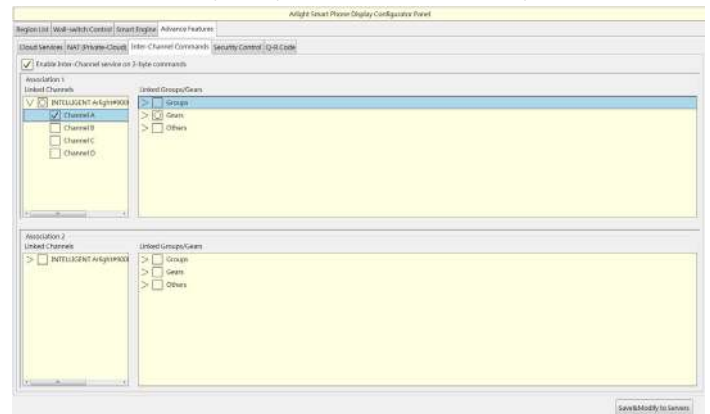 Arlight Smart Phone Display Configurator Panel
Region List Wall-switch Control Smart Engine Advance Features
Cloud Services NAT (Private-Cloud) Inter-Channel Commands Security Control Q-R Code
Enable Inter-Channel service on 3-byte commands
Association 1
Linked Channels Linked Groups/Gears
INTELLIGENT Arlight#900 Groups
Channel A Gears
Channel B Others
Channel C
Channel D
Association 2
Linked Channels Linked Groups/Gears
INTELLIGENT Arlight#900 Groups
Gears
Others
Save&Modify to Servers